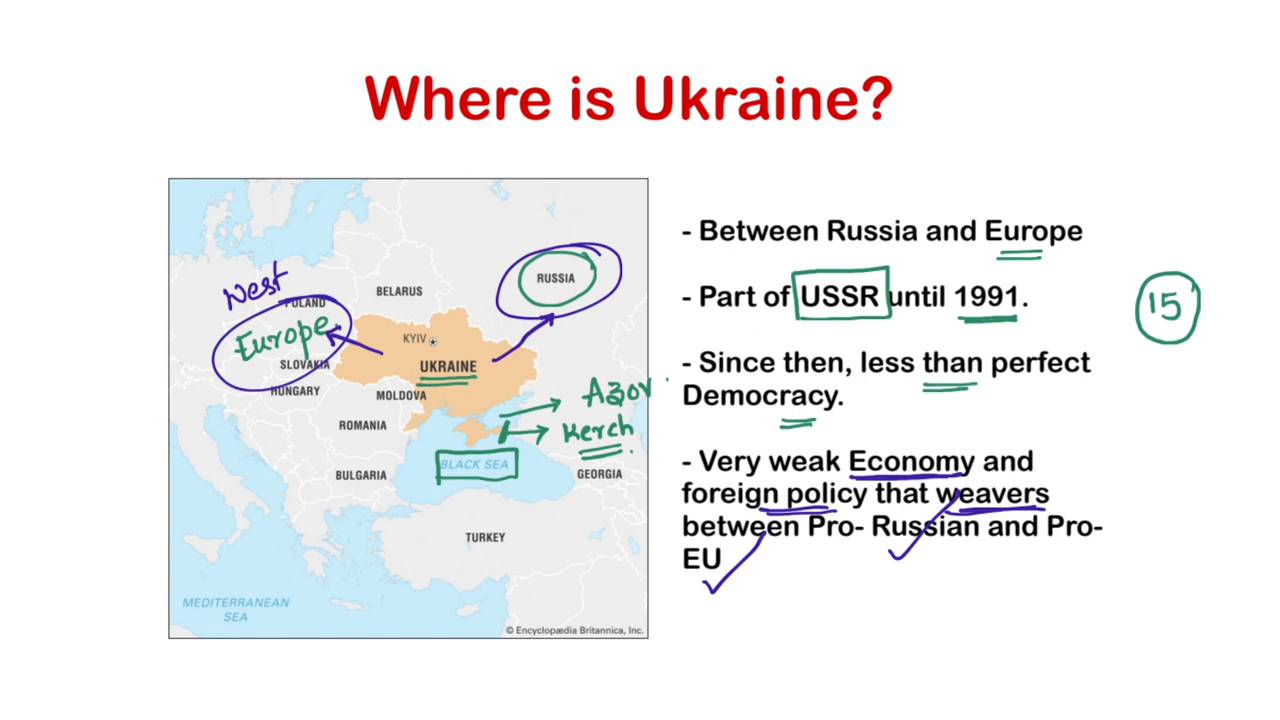 Where is Ukraine?
West
POLAND
Europe
SLOVAKIA
HUNGARY
BELARUS
RUSSIA
KYIV
UKRAINE
MOLDOVA
Azov.
Kerch.
ROMANIA
BLACK SEA
BULGARIA
GEORGIA
TURKEY
MEDITERRANEAN
SEA
© Encyclopædia Britannica, Inc.
- Between Russia and Europe
- Part of USSR until 1991.
15
- Since then, less than perfect
Democracy.
- Very weak Economy and
foreign policy that weavers
between Pro- Russian and Pro-
EU